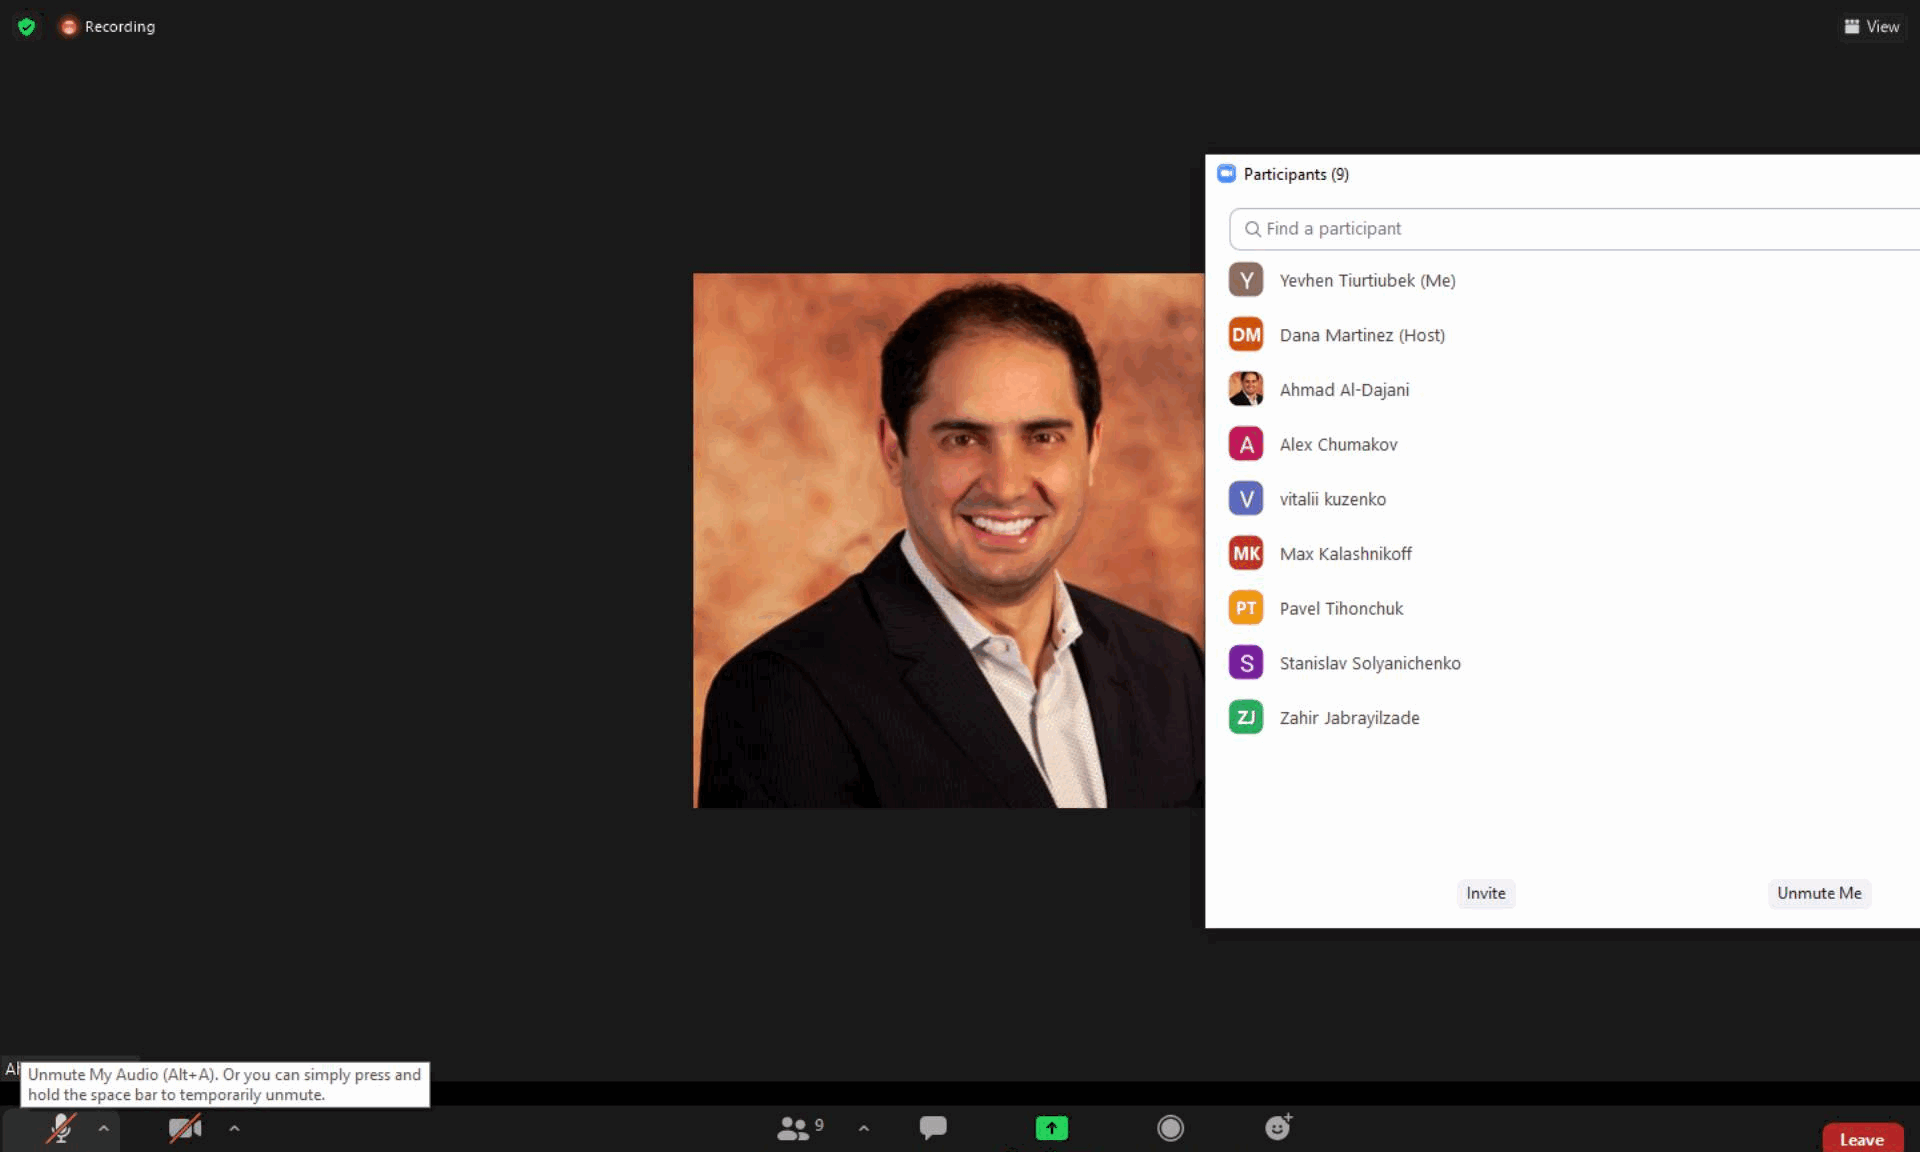 Recording
View
Participants (9)
Find a participant
Y Yevhen Tiurtiubek (Me)
DM Dana Martinez (Host)
Ahmad Al-Dajani
A Alex Chumakov
V vitalii kuzenko
MK Max Kalashnikoff
PT Pavel Tihonchuk
S Stanislav Solyanichenko
ZJ Zahir Jabrayilzade
Invite
Unmute Me
Unmute My Audio (Alt+A). Or you can simply press and
hold the space bar to temporarily unmute.
9
Leave